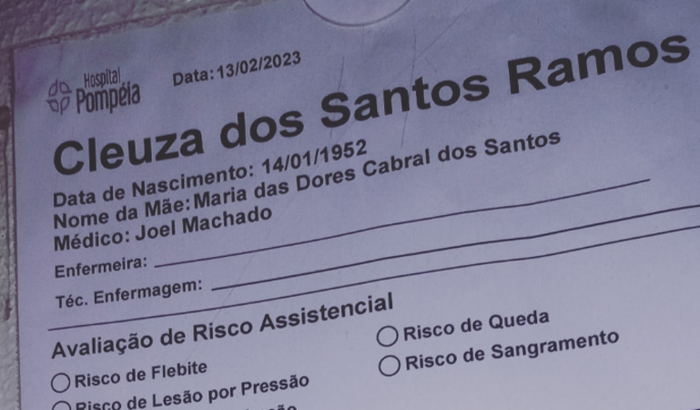 Hospital
Pompéia
Data: 13/02/2023
Cleuza dos Santos Ramos
Data de Nascimento: 14/01/1952
Nome da Mãe: Maria das Dores Cabral dos Santos
Médico: Joel Machado
Enfermeira:
Téc. Enfermagem:
Avaliação de Risco Assistencial
Risco de Flebite
Risco de Queda
Risco de Lesão por Pressão
Risco de Sangramento